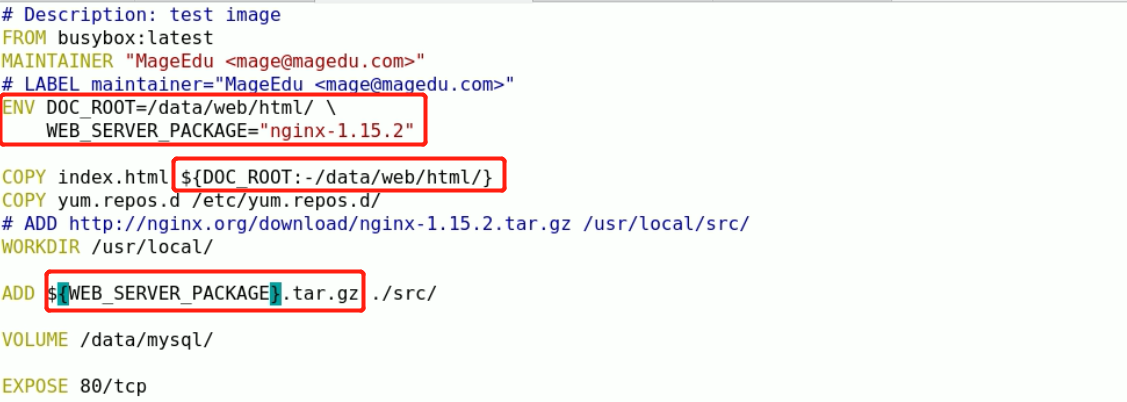 # Description: test image
FROM busybox:latest
MAINTAINER "MageEdu <mage@magedu.com>"
# LABEL maintainer="MageEdu <mage@magedu.com>"
ENV DOC_ROOT=/data/web/html/ \
    WEB_SERVER_PACKAGE="nginx-1.15.2"
COPY index.html ${DOC_ROOT:-/data/web/html/}
COPY yum.repos.d /etc/yum.repos.d/
# ADD http://nginx.org/download/nginx-1.15.2.tar.gz /usr/local/src/
WORKDIR /usr/local/
ADD ${WEB_SERVER_PACKAGE}.tar.gz ./src/
VOLUME /data/mysql/
EXPOSE 80/tcp